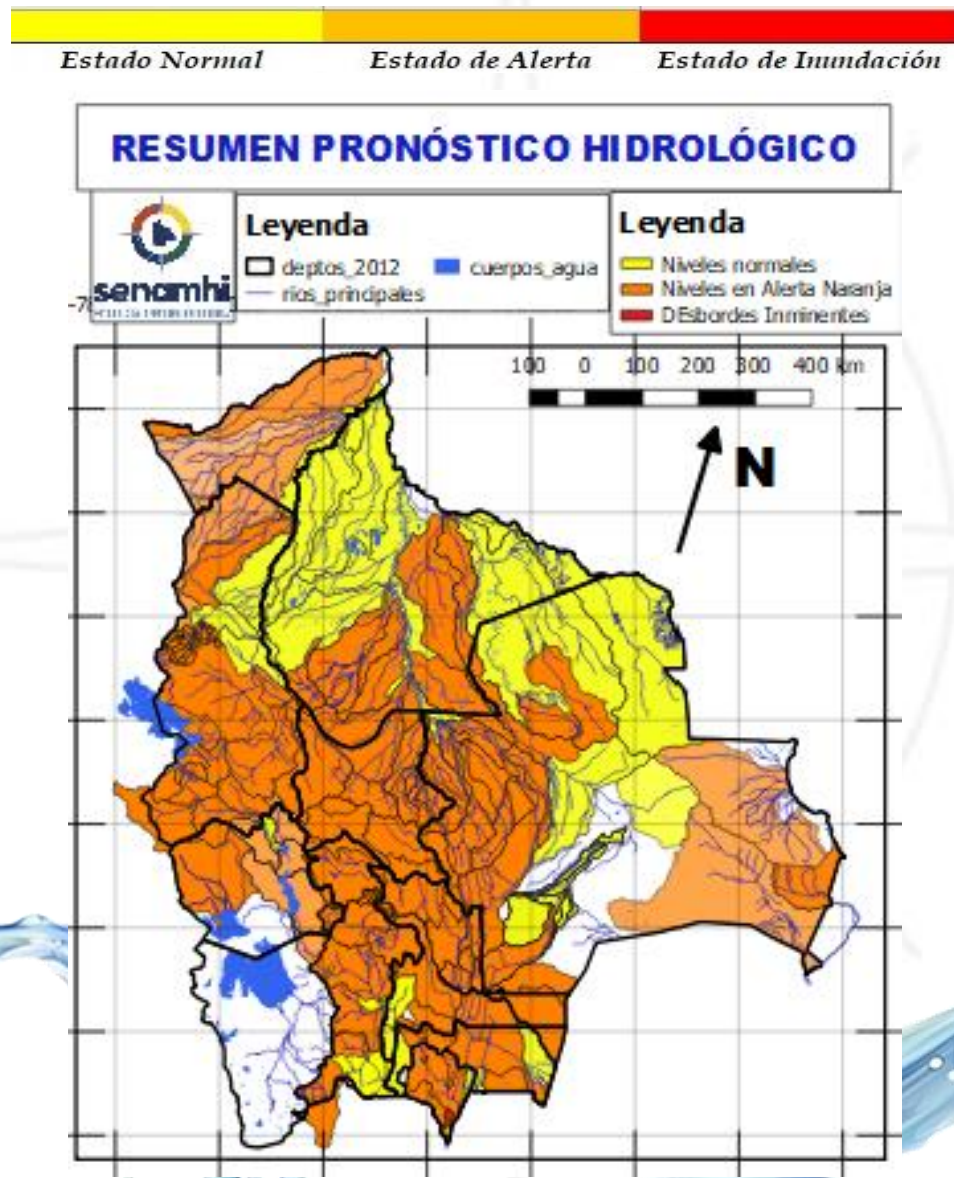 Estado Normal
Estado de Alerta
Estado de Inundación
RESUMEN PRONÓSTICO HIDROLÓGICO
senamhi
Leyenda
deptos_2012
cuerpos_agua
rios_principales
Leyenda
Niveles normales
Niveles en Alerta Naranja
DEsbordes Inminentes
100 0 100 200 300 400 km
N